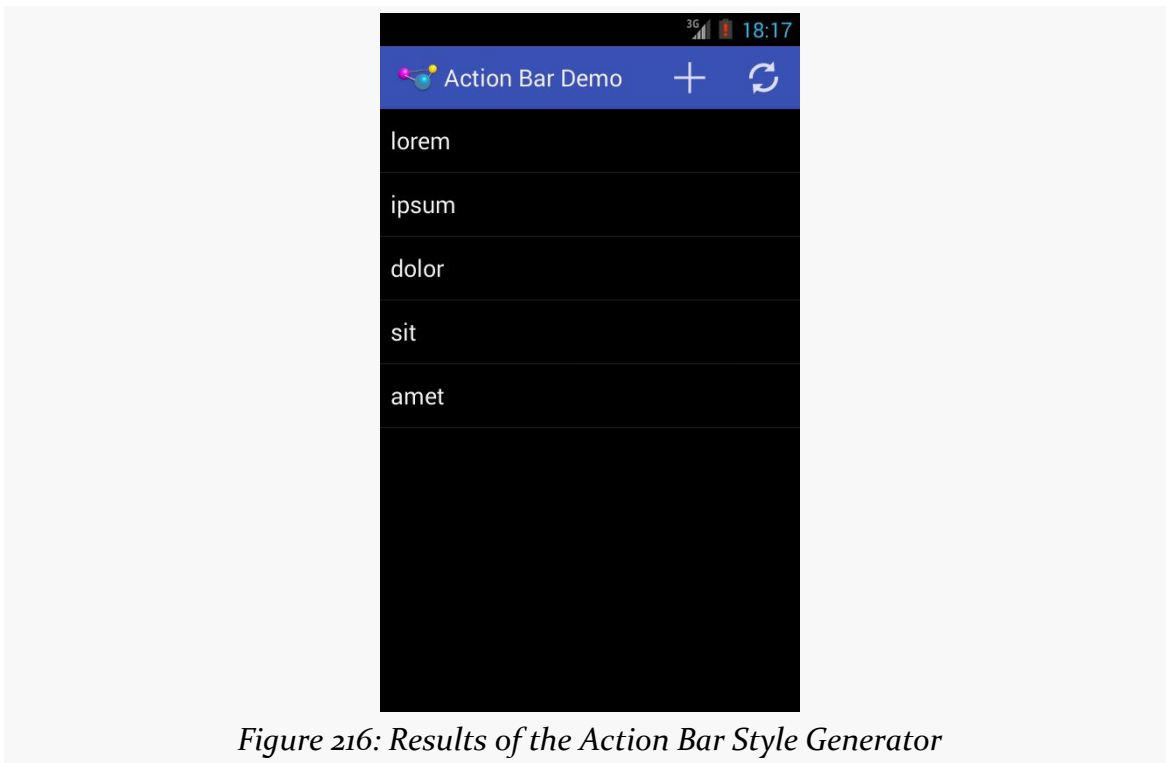 3G 18:17
Action Bar Demo
lorem
ipsum
dolor
sit
amet
Figure 216: Results of the Action Bar Style Generator